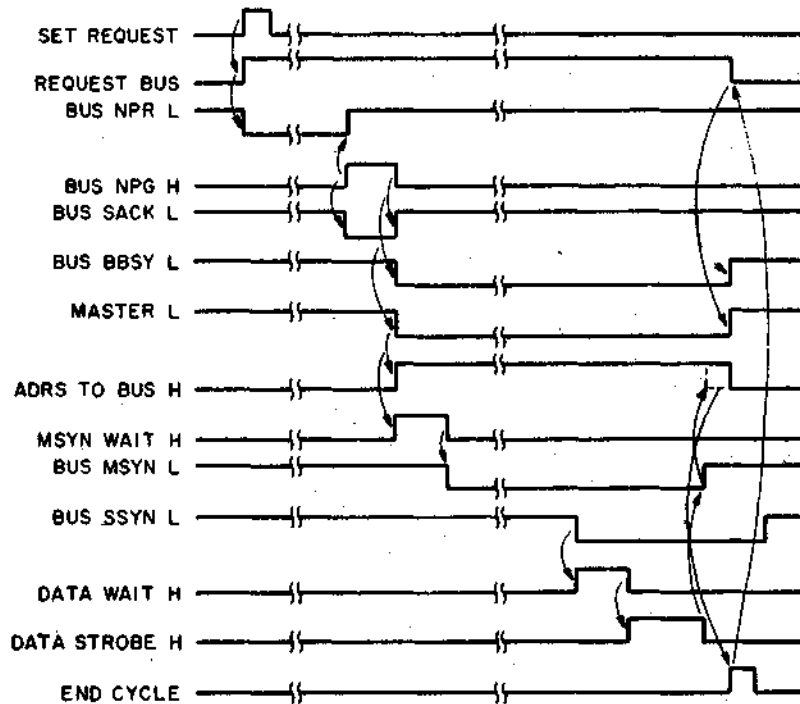 SET REQUEST
REQUEST BUS
BUS NPR L
BUS NPG H
BUS SACK L
BUS BBSY L
MASTER L
ADRS TO BUS H
MSYN WAIT H
BUS MSYN L
BUS SSYN L
DATA WAIT H
DATA STROBE H
END CYCLE